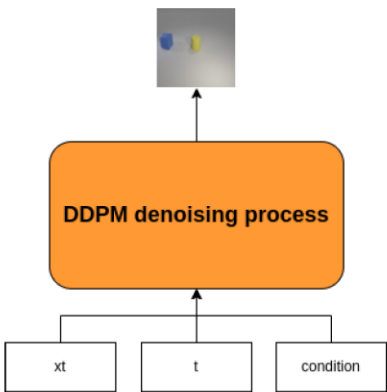 DDPM denoising process
xt
t
condition